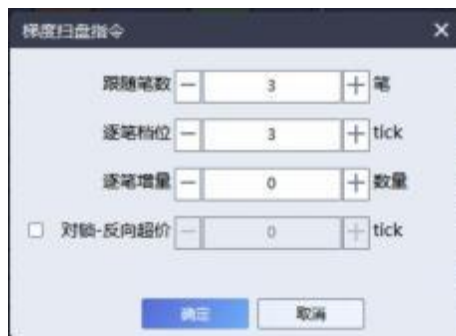 梯度扫盘指令
跟随笔数 3 笔
逐笔档位 3 tick
逐笔增量 0 数量
对锁-反向超价 0 tick
确定 取消